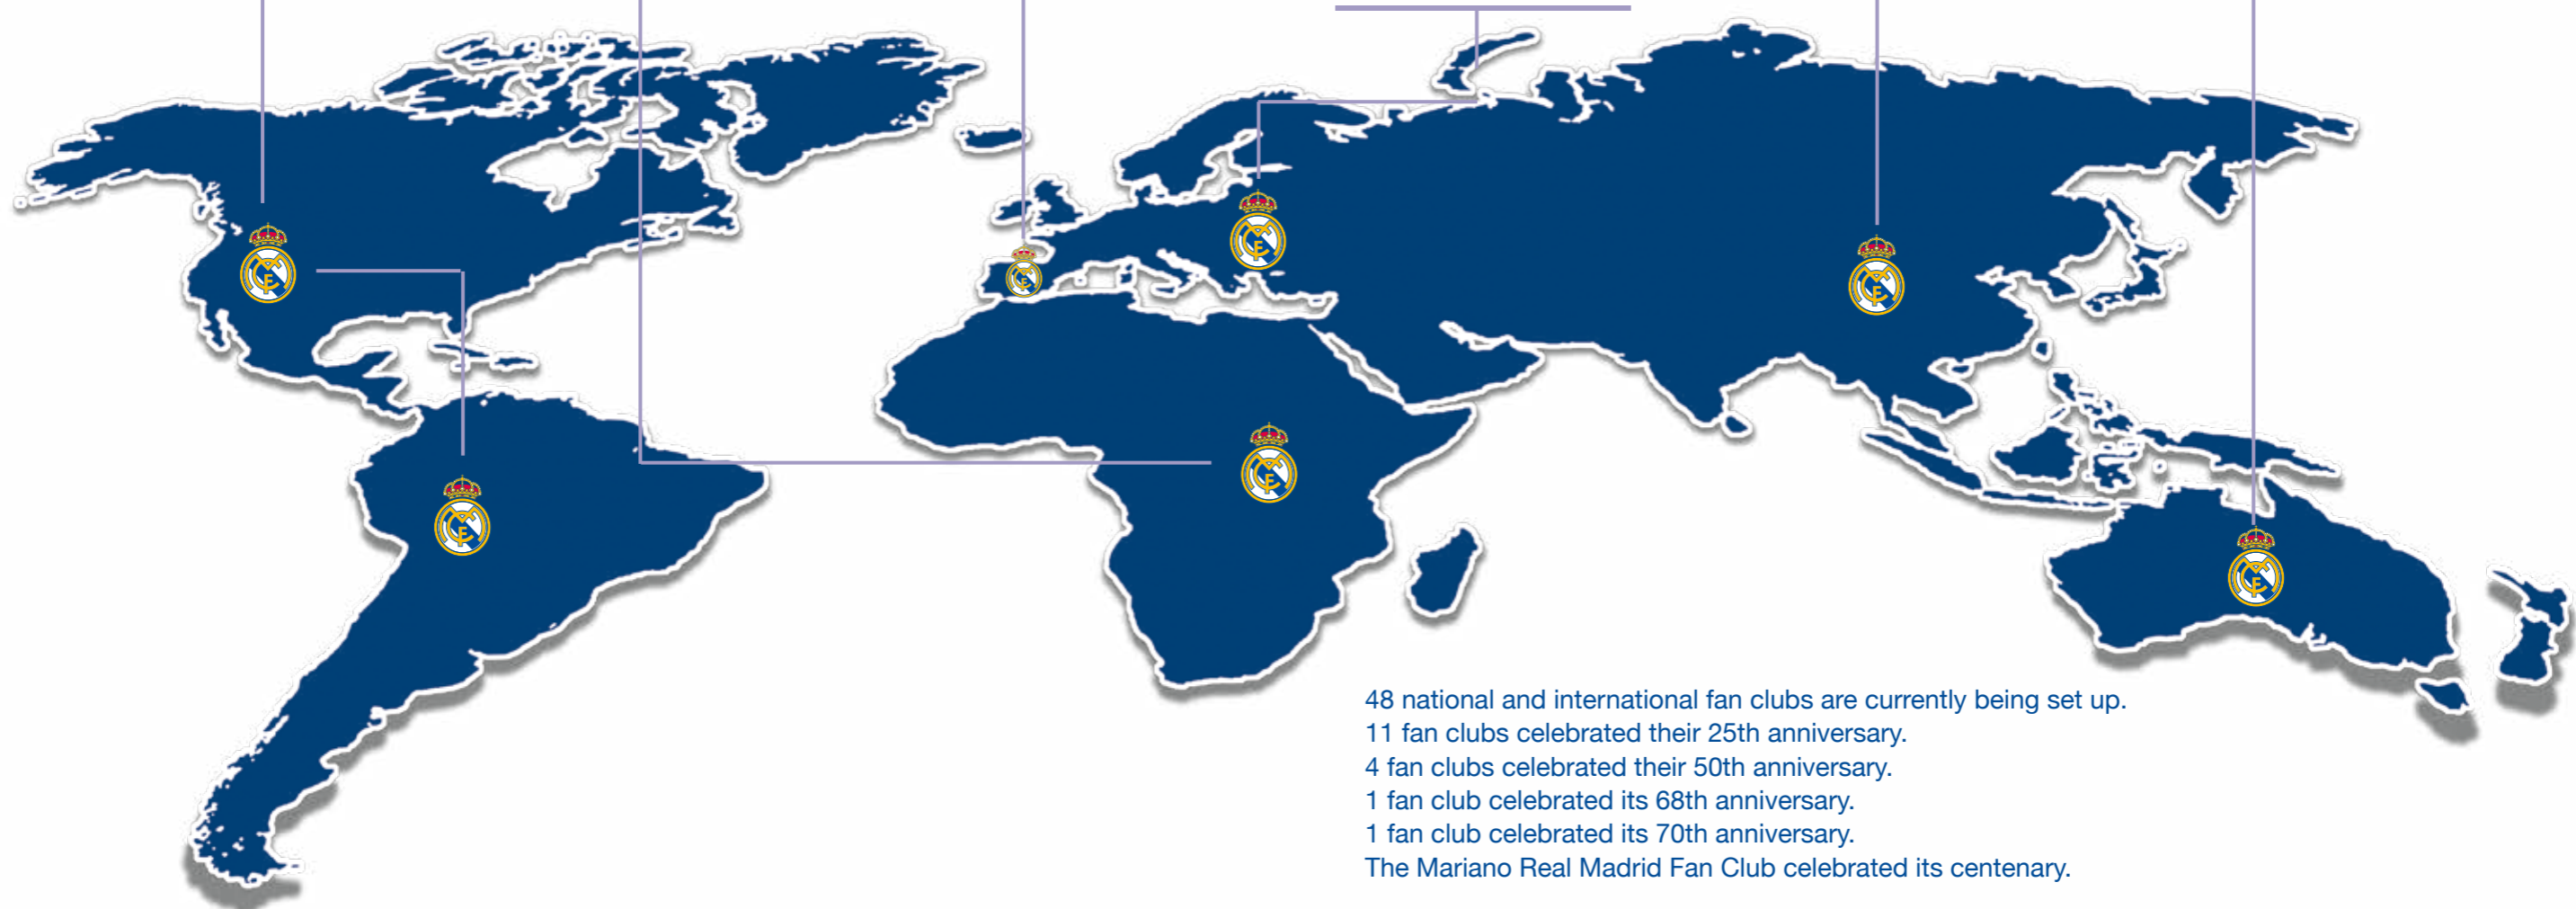 48 national and international fan clubs are currently being set up.
11 fan clubs celebrated their 25th anniversary.
4 fan clubs celebrated their 50th anniversary.
1 fan club celebrated its 68th anniversary.
1 fan club celebrated its 70th anniversary.
The Mariano Real Madrid Fan Club celebrated its centenary.